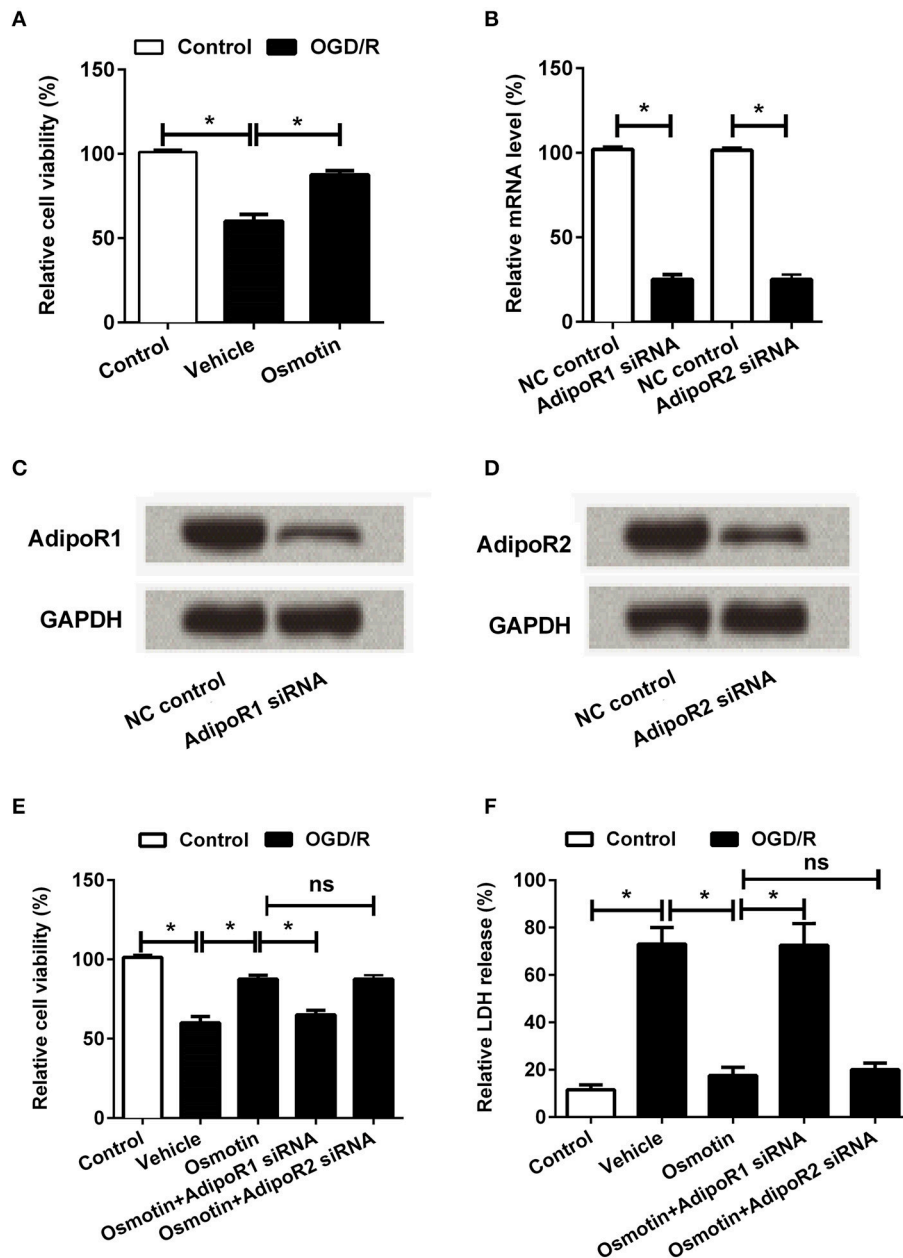 A
Control OGD/R
Relative cell viability (%)
150
100
50
0
* *
Control
Vehicle
Osmotin
B
Relative mRNA level (%)
150
100
50
0
* *
NC control
AdipoR1 siRNA
NC control
AdipoR2 siRNA
C
AdipoR1
GAPDH
NC control
AdipoR1 siRNA
D
AdipoR2
GAPDH
NC control
AdipoR2 siRNA
E
Control OGD/R
Relative cell viability (%)
150
100
50
0
ns
* * *
Control
Vehicle
Osmotin
Osmotin+AdipoR1 siRNA
Osmotin+AdipoR2 siRNA
F
Control OGD/R
Relative LDH release (%)
100
80
60
40
20
0
ns
* * *
Control
Vehicle
Osmotin
Osmotin+AdipoR1 siRNA
Osmotin+AdipoR2 siRNA